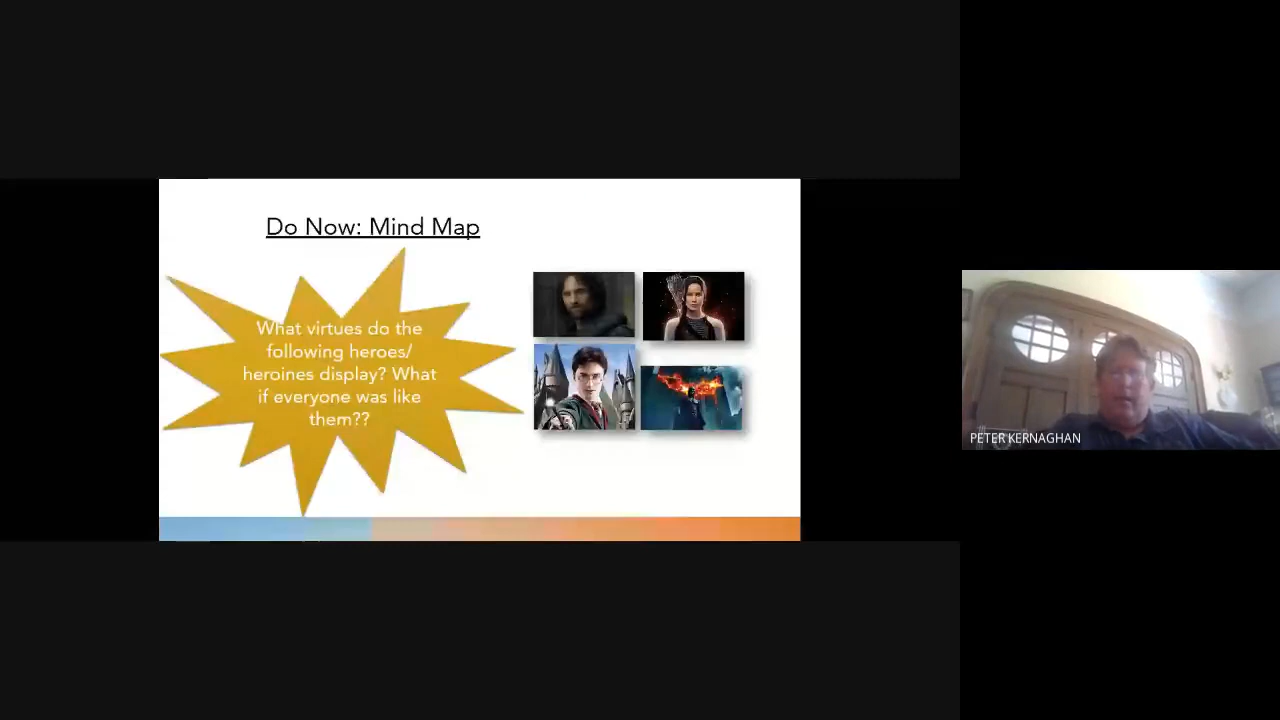 Do Now: Mind Map
What virtues do the
following heroes/
heroines display? What
if everyone was like
them??
PETER KERNAGHAN